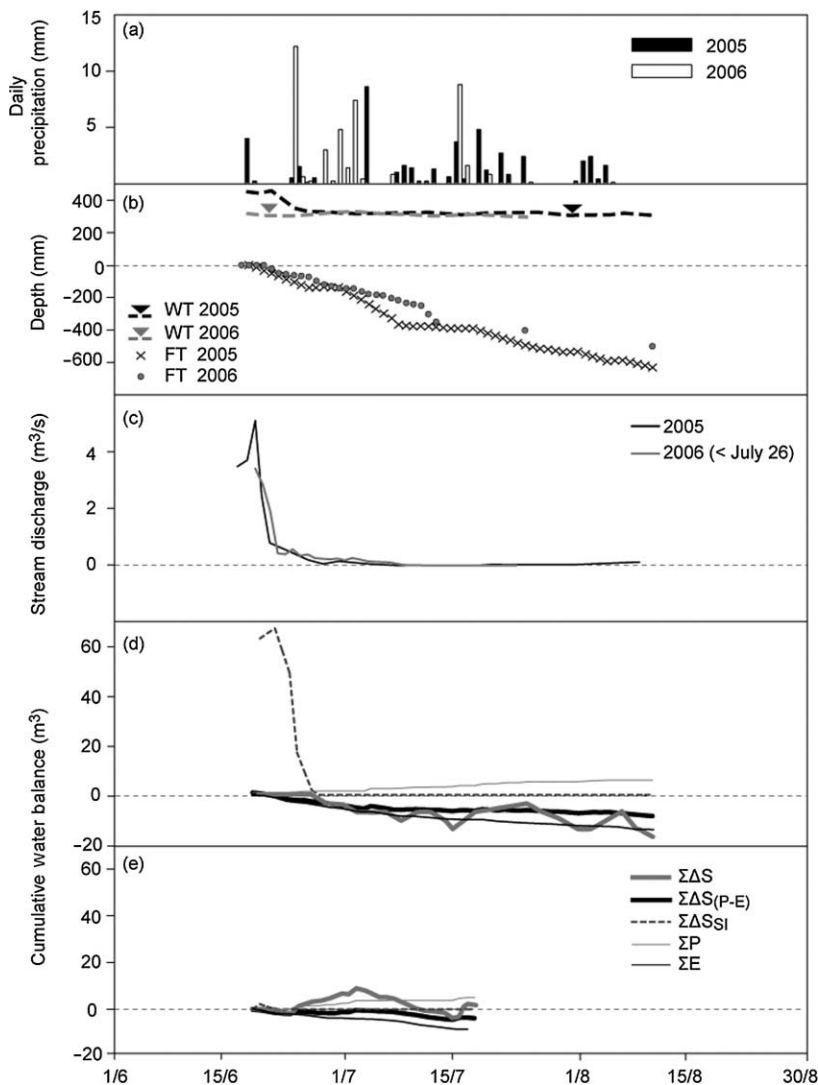 (a)
15
10
5
Daily
precipitation (mm)
2005
2006
(b)
400
200
0
−200
−400
−600
Depth (mm)
WT 2005
WT 2006
FT 2005
FT 2006
(c)
4
2
0
Stream discharge (m³/s)
2005
2006 (< July 26)
(d)
60
40
20
0
−20
Cumulative water balance (m³)
(e)
60
40
20
0
−20
ΣΔS
ΣΔS(P-E)
ΣΔSSI
ΣP
ΣE
1/6 15/6 1/7 15/7 1/8 15/8 30/8